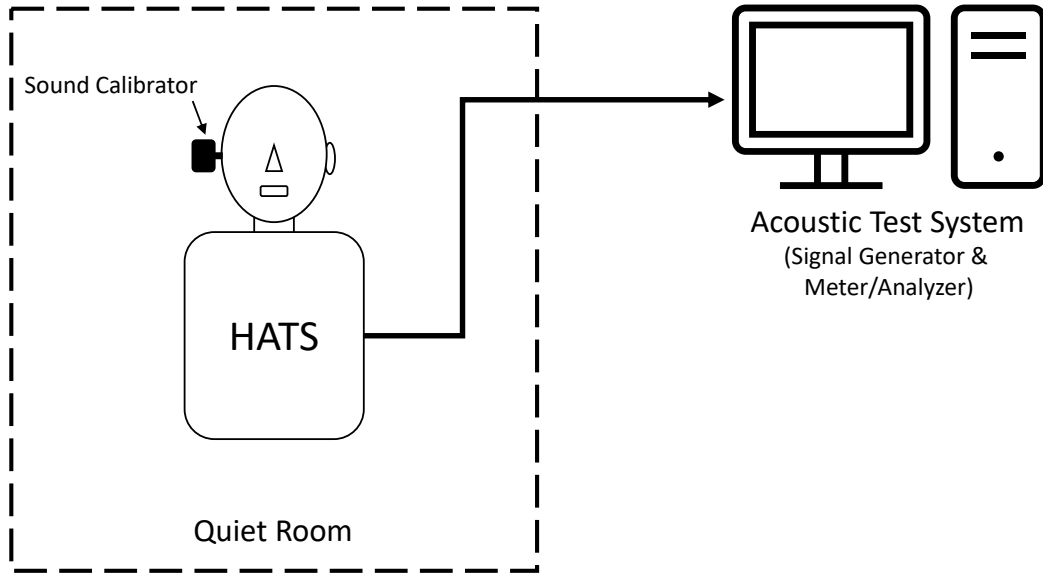 Sound Calibrator
HATS
Quiet Room
Acoustic Test System
(Signal Generator &
Meter/Analyzer)